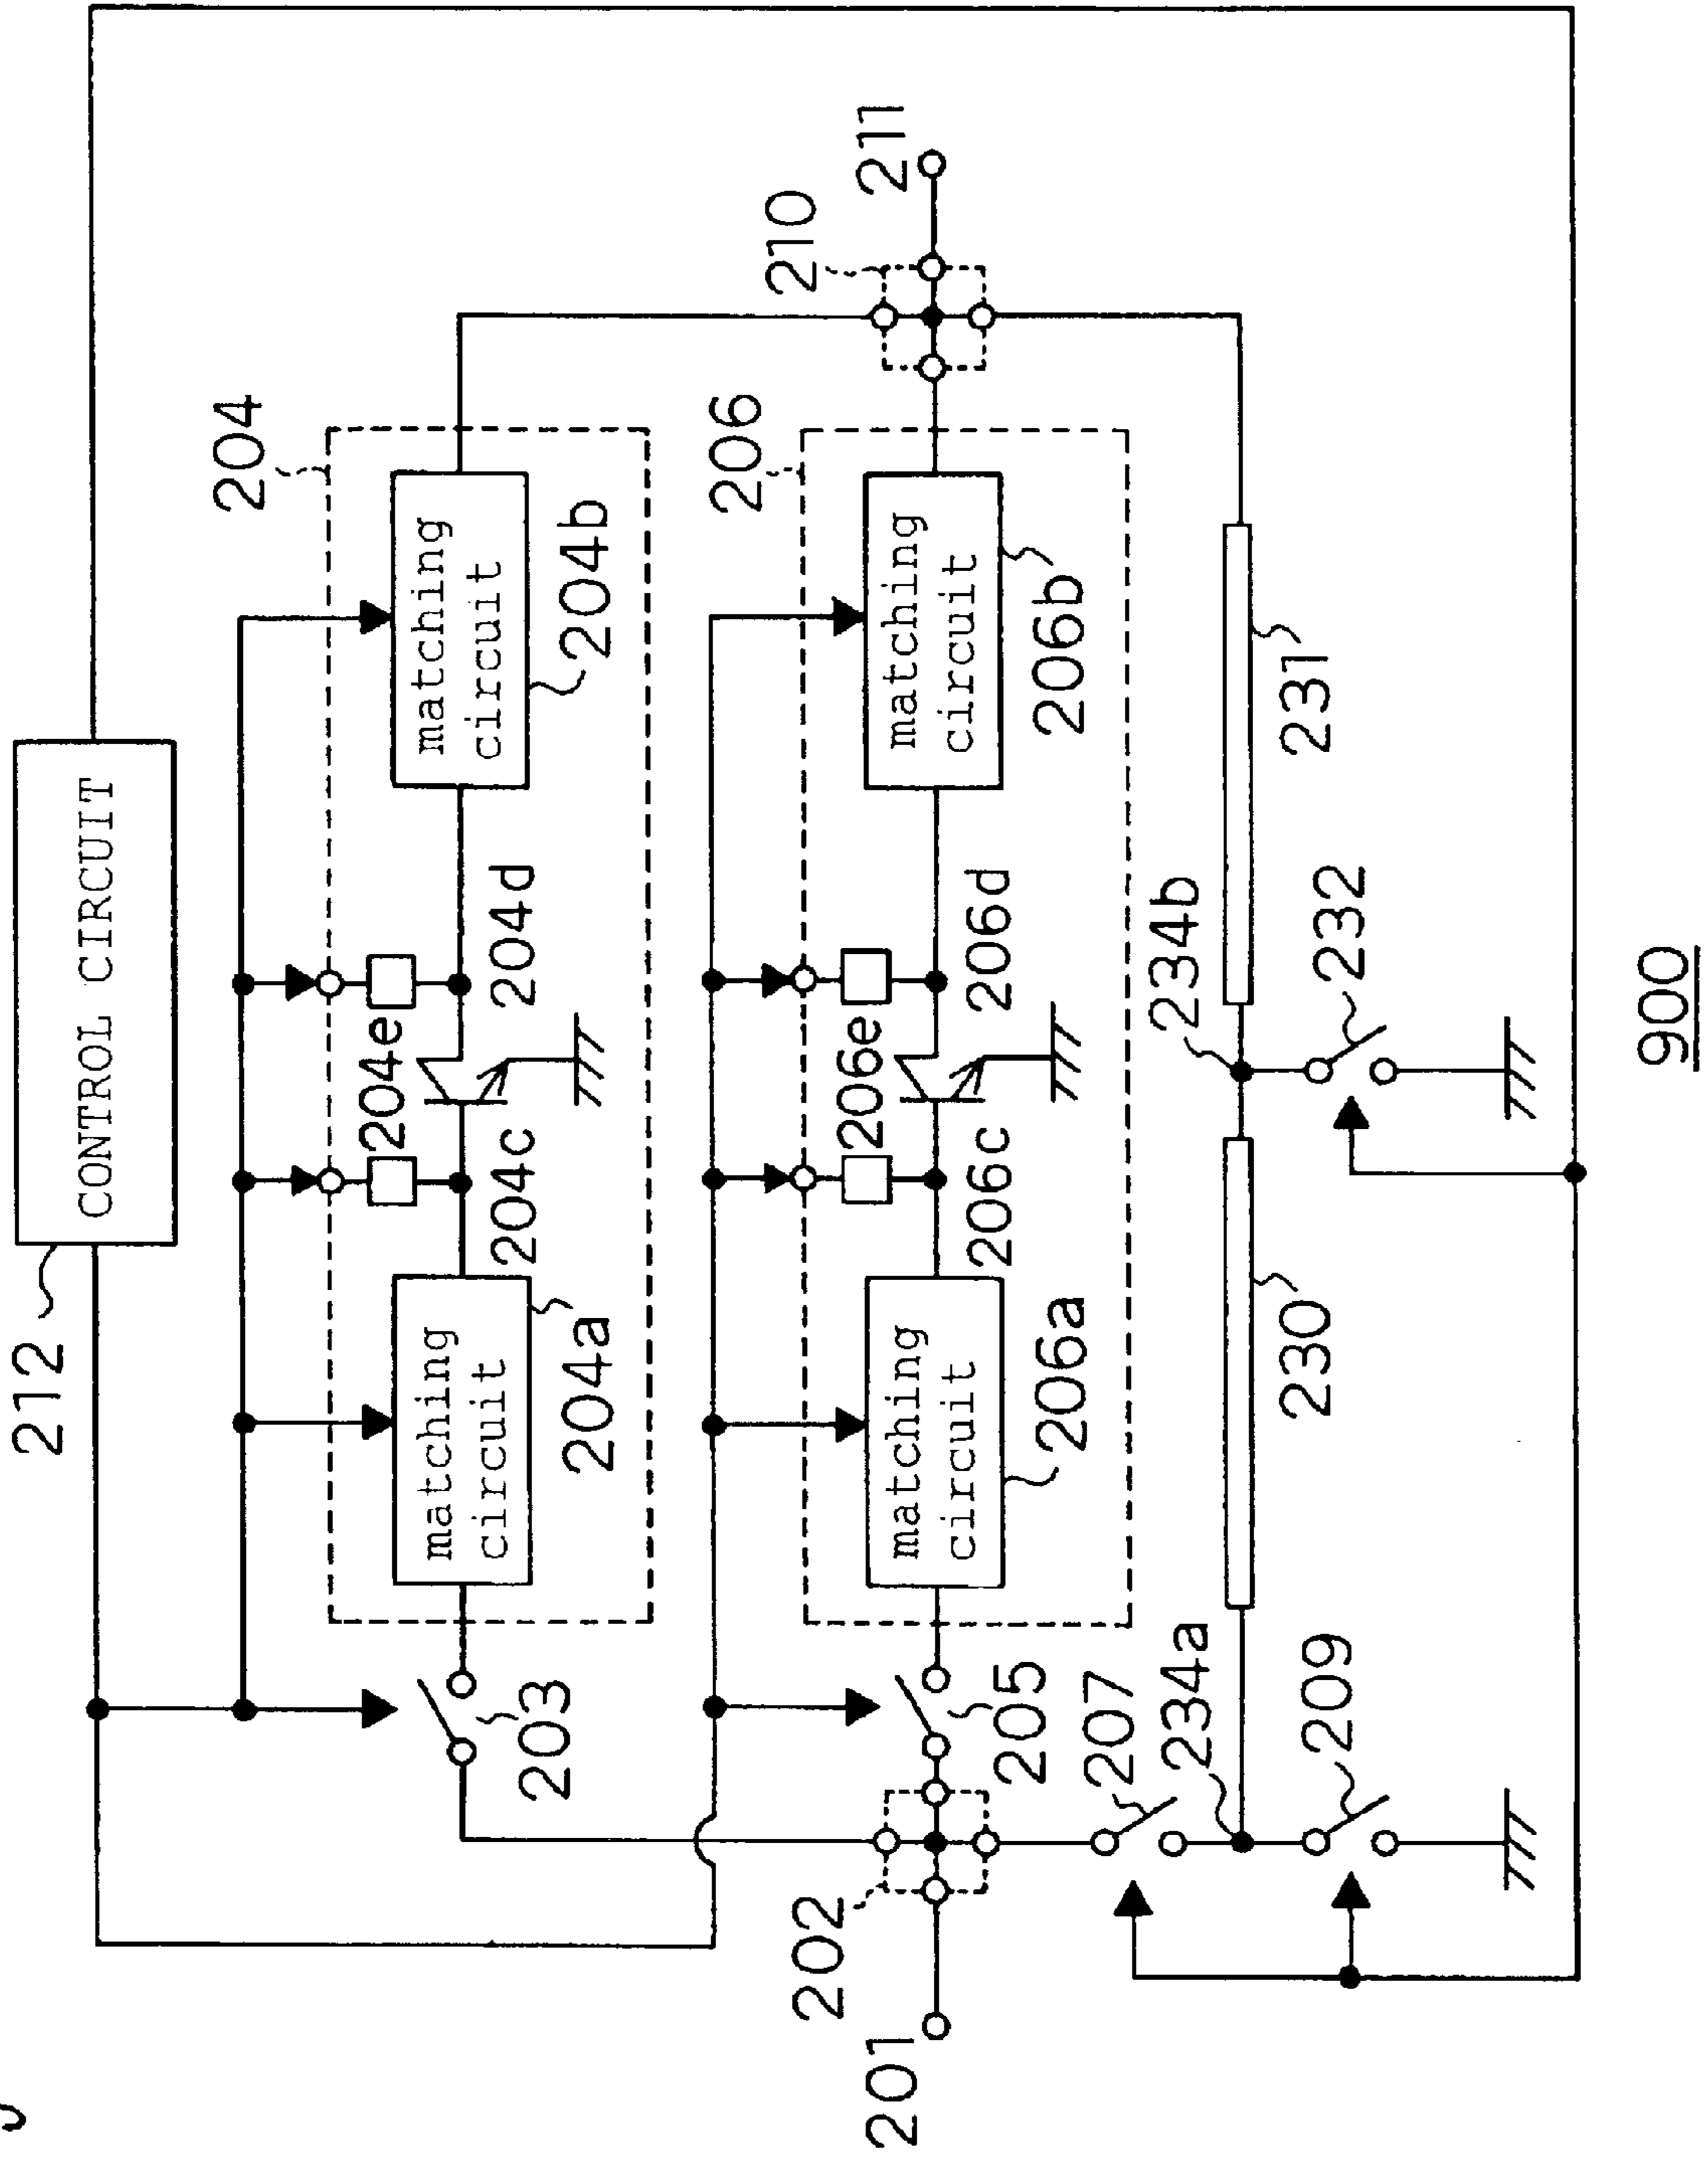 212
CONTROL CIRCUIT
204
204e
matching
circuit
204a
204c
204d
matching
circuit
204b
203
206
206e
matching
circuit
206a
206c
206d
matching
circuit
206b
205
201
202
210
211
207
234a
209
230
234b
232
231
900